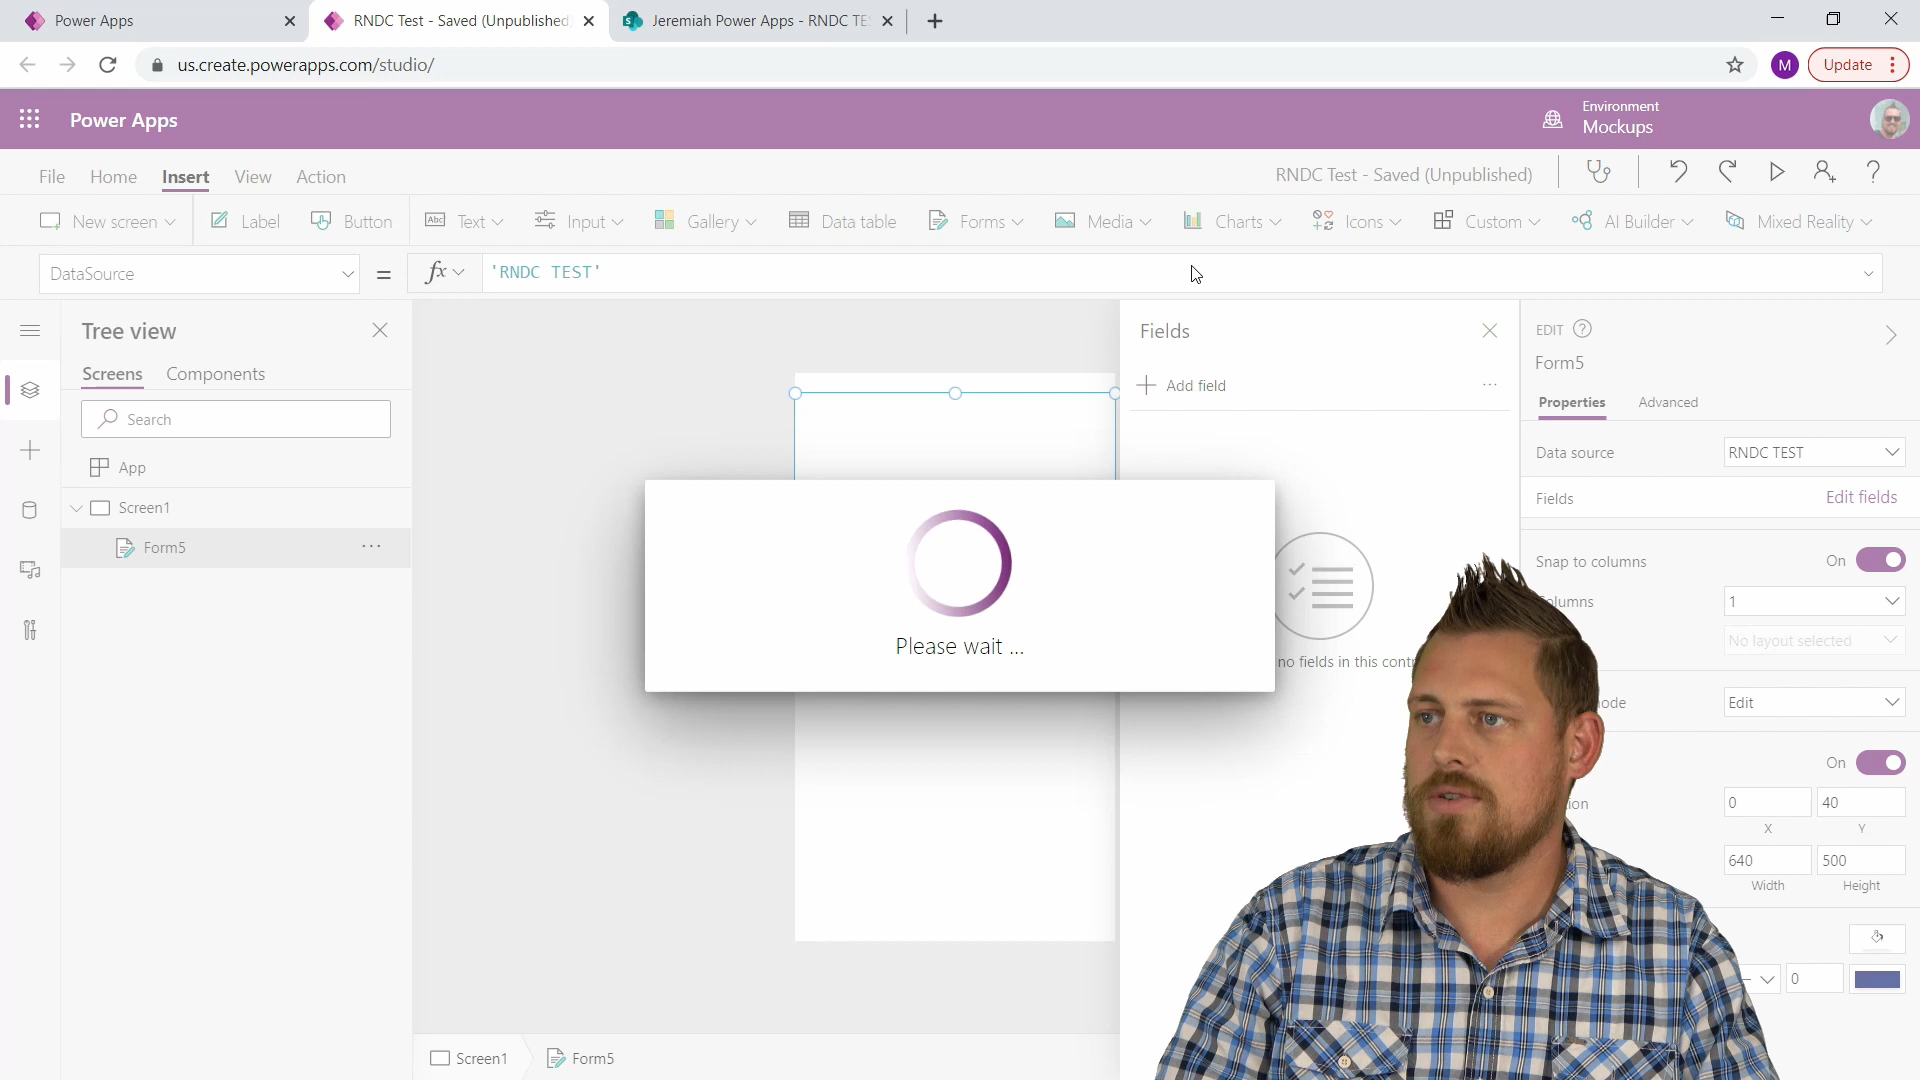 Power Apps
RNDC Test - Saved (Unpublished)
Jeremiah Power Apps - RNDC TE
us.create.powerapps.com/studio/
M
Update
Power Apps
Environment
Mockups
File Home Insert View Action
RNDC Test - Saved (Unpublished)
New screen Label Button Abc Text Input Gallery Data table Forms Media Charts Icons Custom AI Builder Mixed Reality
DataSource = fx 'RNDC TEST'
Tree view
Screens Components
Search
App
Screen1
Form5
Please wait ...
Fields
Add field
no fields in this contr
EDIT
Form5
Properties Advanced
Data source RNDC TEST
Fields Edit fields
Snap to columns On
Columns 1
No layout selected
mode Edit
On
0 40
X Y
640 500
Width Height
0
Screen1 Form5